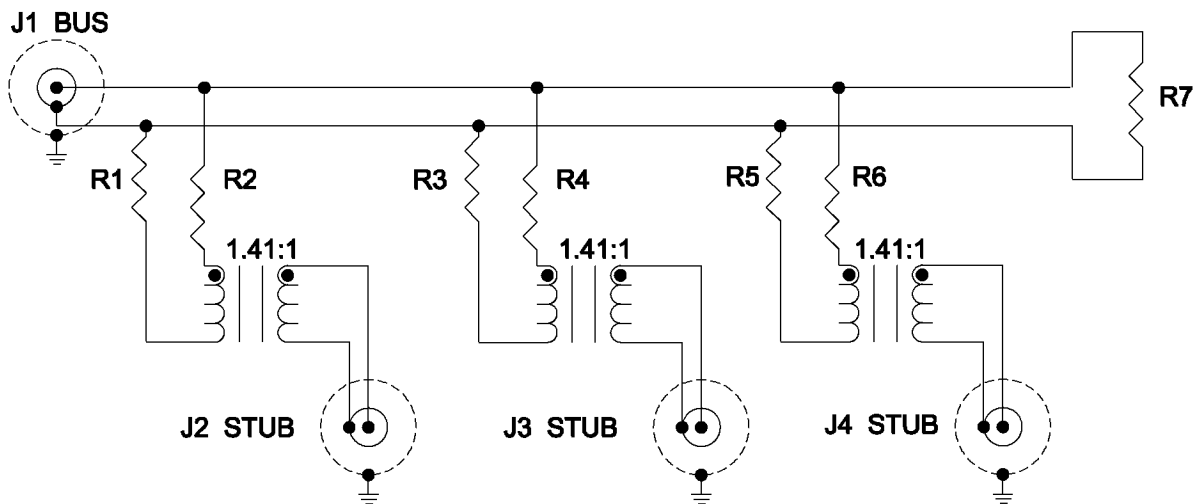 J1 BUS
R7
R1
R2
R3
R4
R5
R6
1.41:1
1.41:1
1.41:1
J2 STUB
J3 STUB
J4 STUB